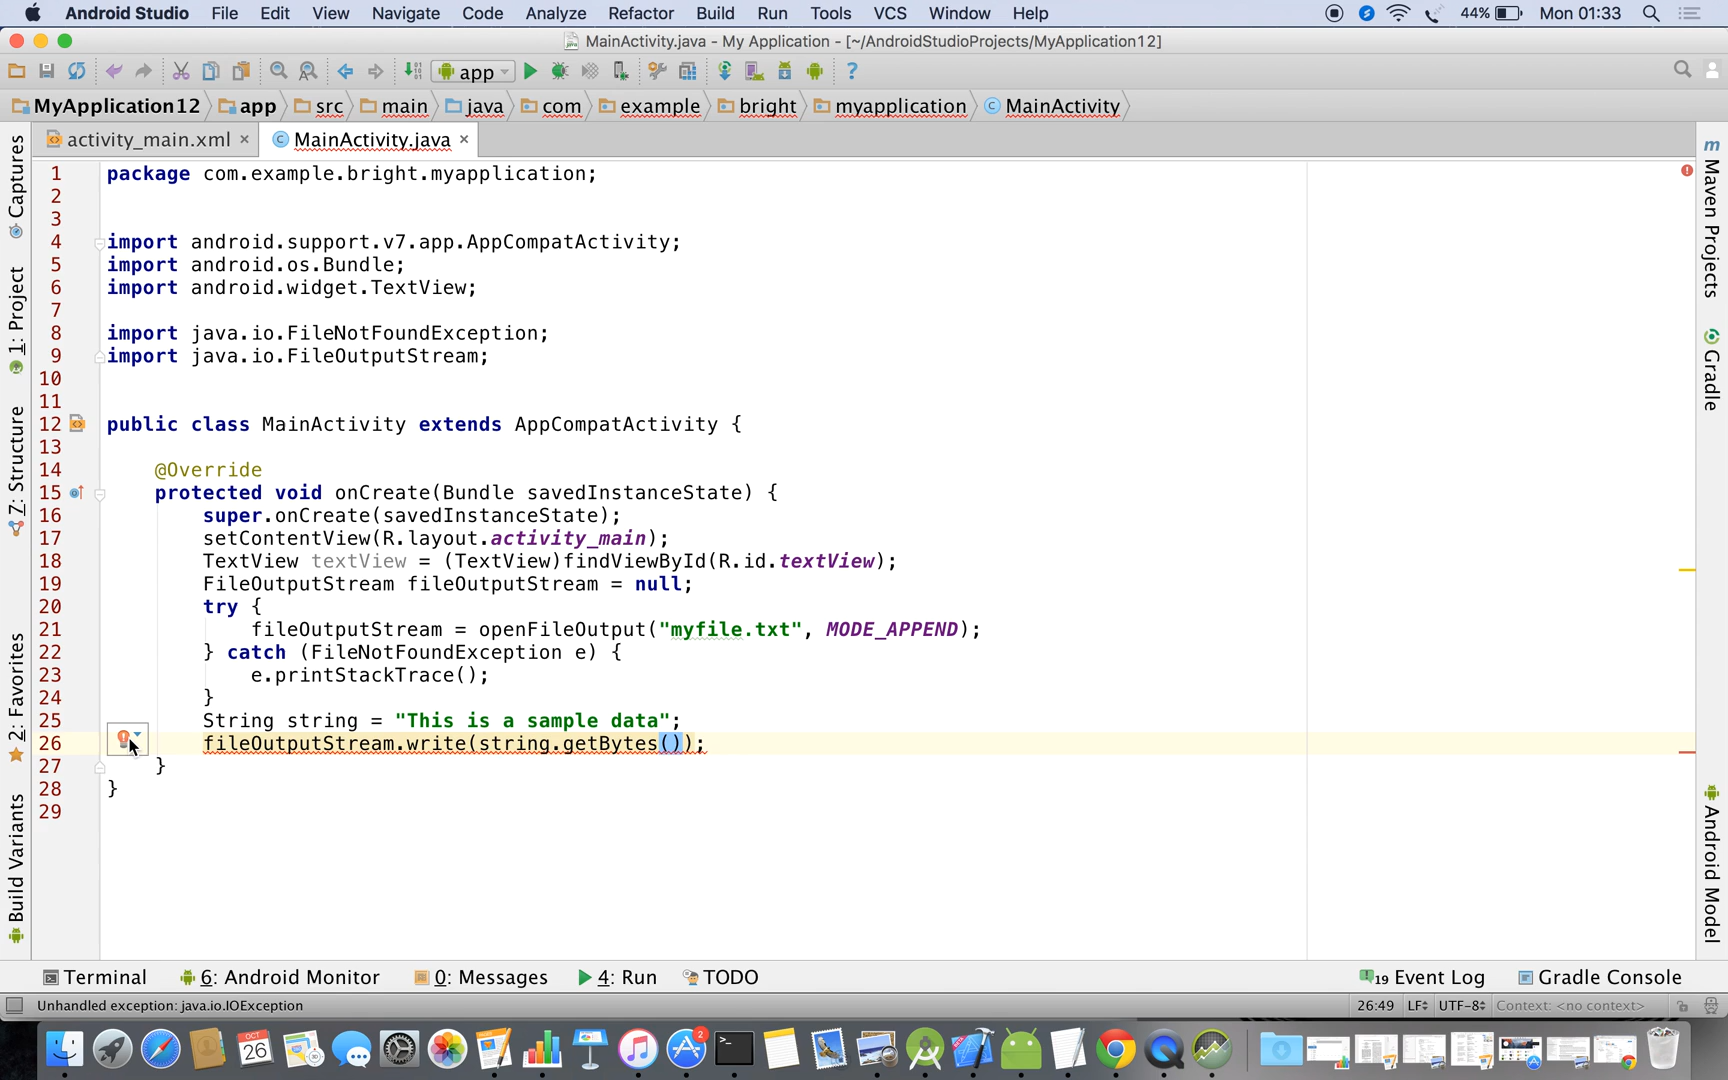 Android Studio File Edit View Navigate Code Analyze Refactor Build Run Tools VCS Window Help 44% Mon 01:33
MainActivity.java - My Application - [~/AndroidStudioProjects/MyApplication12]
app
MyApplication12 app src main java com example bright myapplication MainActivity
activity_main.xml MainActivity.java
Captures
1: Project
7: Structure
2: Favorites
Build Variants
1 package com.example.bright.myapplication;
2
3
4 import android.support.v7.app.AppCompatActivity;
5 import android.os.Bundle;
6 import android.widget.TextView;
7
8 import java.io.FileNotFoundException;
9 import java.io.FileOutputStream;
10
11
12 public class MainActivity extends AppCompatActivity {
13
14 @Override
15 protected void onCreate(Bundle savedInstanceState) {
16 super.onCreate(savedInstanceState);
17 setContentView(R.layout.activity_main);
18 TextView textView = (TextView)findViewById(R.id.textView);
19 FileOutputStream fileOutputStream = null;
20 try {
21 fileOutputStream = openFileOutput("myfile.txt", MODE_APPEND);
22 } catch (FileNotFoundException e) {
23 e.printStackTrace();
24 }
25 String string = "This is a sample data";
26 fileOutputStream.write(string.getBytes());
27 }
28 }
29
Maven Projects
Gradle
Android Model
Terminal 6: Android Monitor 0: Messages 4: Run TODO 19 Event Log Gradle Console
Unhandled exception: java.io.IOException 26:49 LF UTF-8 Context: <no context>
OCT
26
2